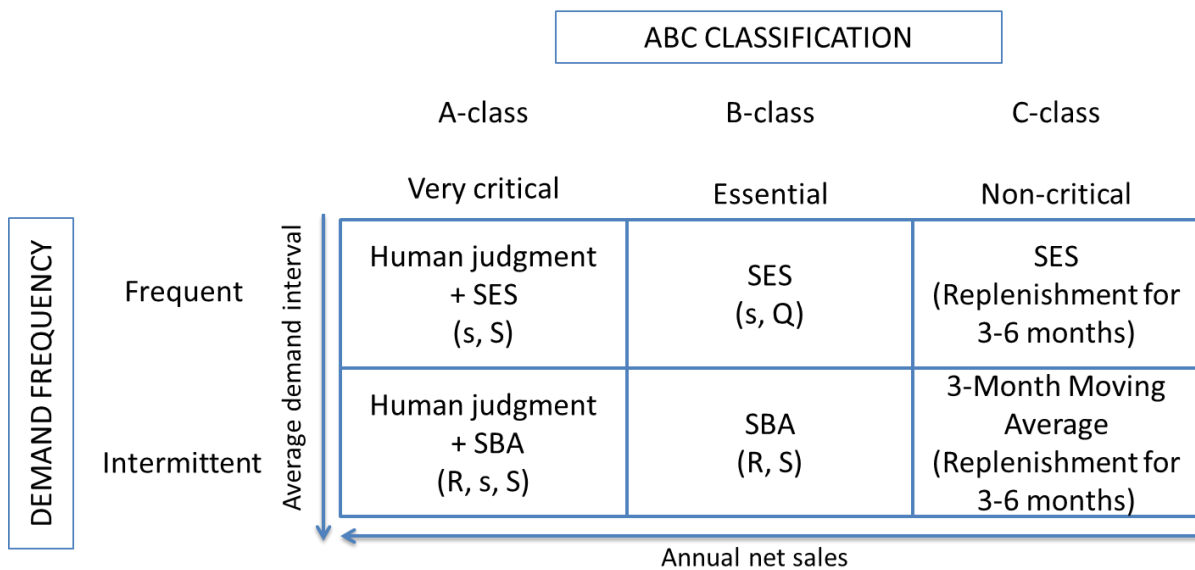 ABC CLASSIFICATION
A-class
B-class
C-class
Very critical
Essential
Non-critical
DEMAND FREQUENCY
Average demand interval
Frequent
Human judgment
+ SES
(s, S)
SES
(s, Q)
SES
(Replenishment for
3-6 months)
Intermittent
Human judgment
+ SBA
(R, s, S)
SBA
(R, S)
3-Month Moving
Average
(Replenishment for
3-6 months)
Annual net sales